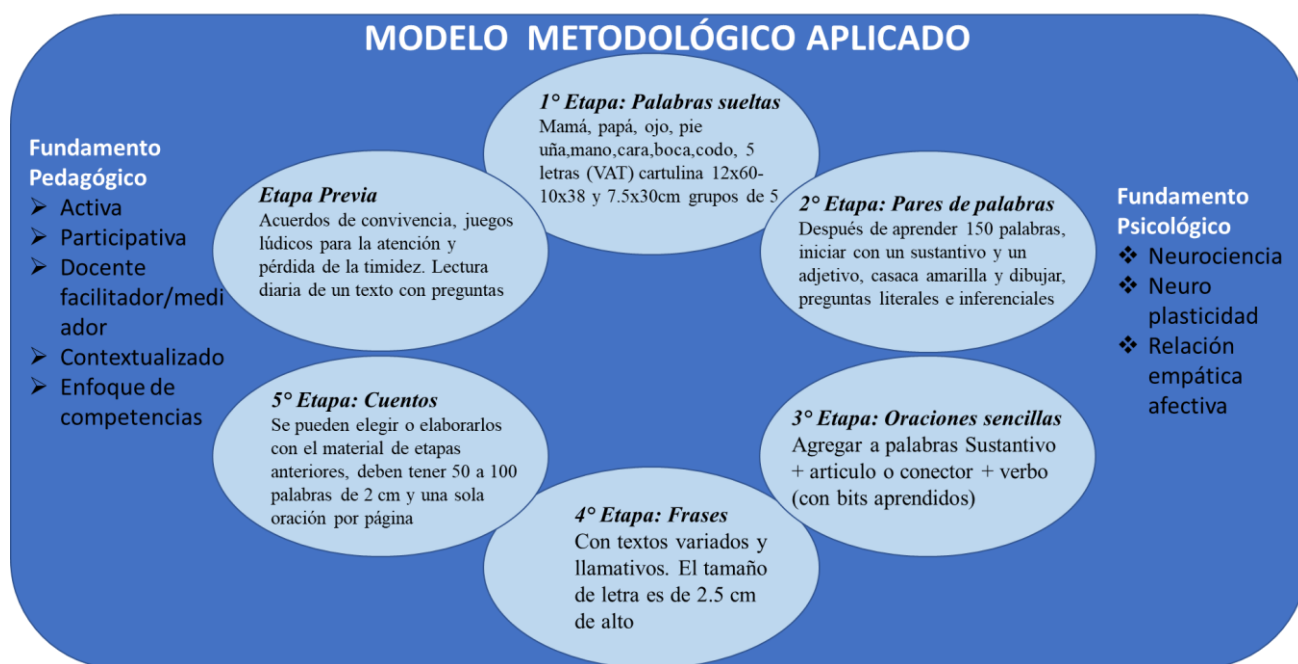 MODELO METODOLÓGICO APLICADO
Fundamento
Pedagógico
➢ Activa
➢ Participativa
➢ Docente
facilitador/medi
ador
➢ Contextualizado
➢ Enfoque de
competencias
Etapa Previa
Acuerdos de convivencia, juegos
lúdicos para la atención y
pérdida de la timidez. Lectura
diaria de un texto con preguntas
1° Etapa: Palabras sueltas
Mamá, papá, ojo, pie
uña,mano,cara,boca,codo, 5
letras (VAT) cartulina 12x60-
10x38 y 7.5x30cm grupos de 5
2° Etapa: Pares de palabras
Después de aprender 150 palabras,
iniciar con un sustantivo y un
adjetivo, casaca amarilla y dibujar,
preguntas literales e inferenciales
3° Etapa: Oraciones sencillas
Agregar a palabras Sustantivo
+ articulo o conector + verbo
(con bits aprendidos)
4° Etapa: Frases
Con textos variados y
llamativos. El tamaño
de letra es de 2.5 cm
de alto
5° Etapa: Cuentos
Se pueden elegir o elaborarlos
con el material de etapas
anteriores, deben tener 50 a 100
palabras de 2 cm y una sola
oración por página
Fundamento
Psicológico
❖ Neurociencia
❖ Neuro
plasticidad
❖ Relación
empática
afectiva